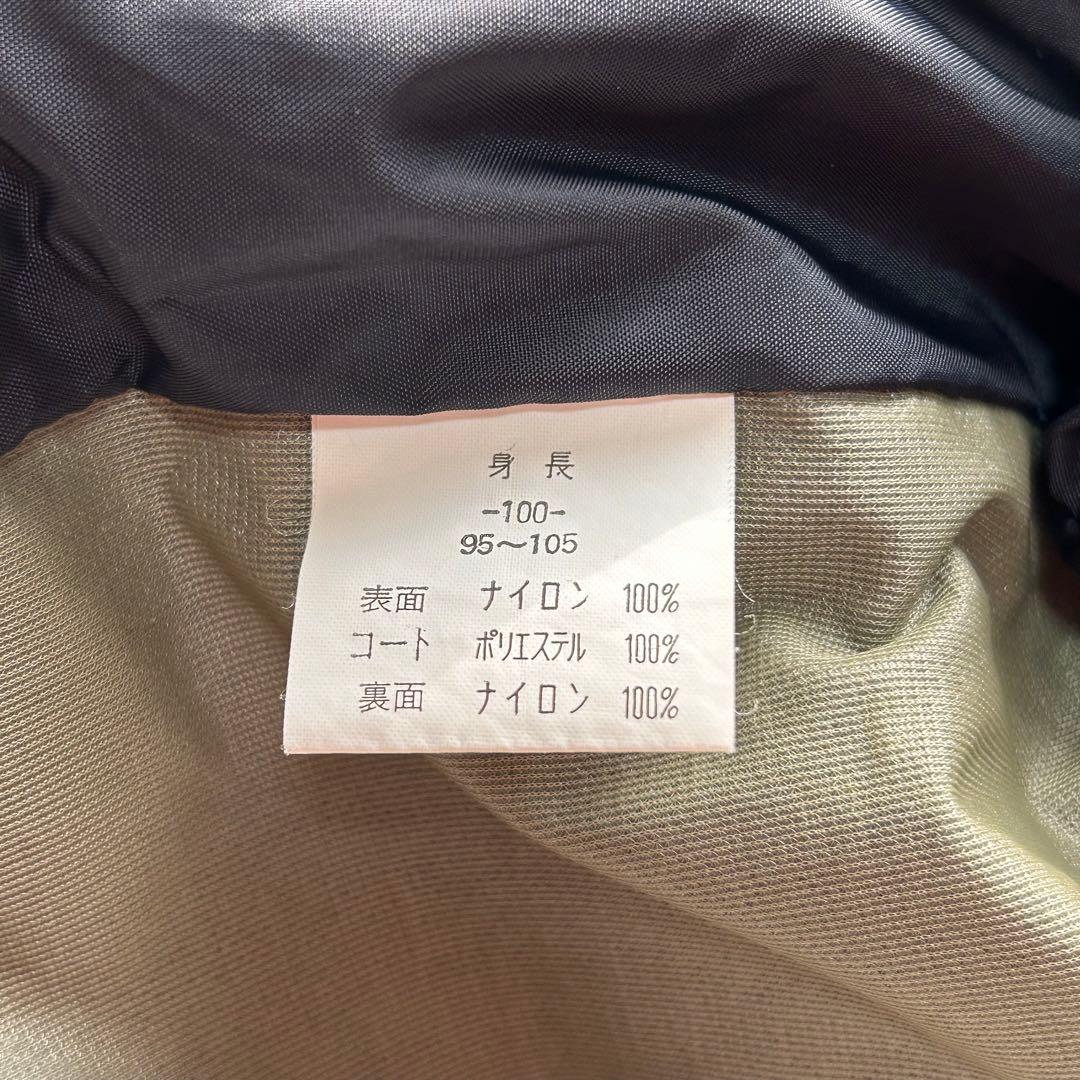 身長
-100-
95〜105
表面 ナイロン 100%
コート ポリエステル 100%
裏面 ナイロン 100%